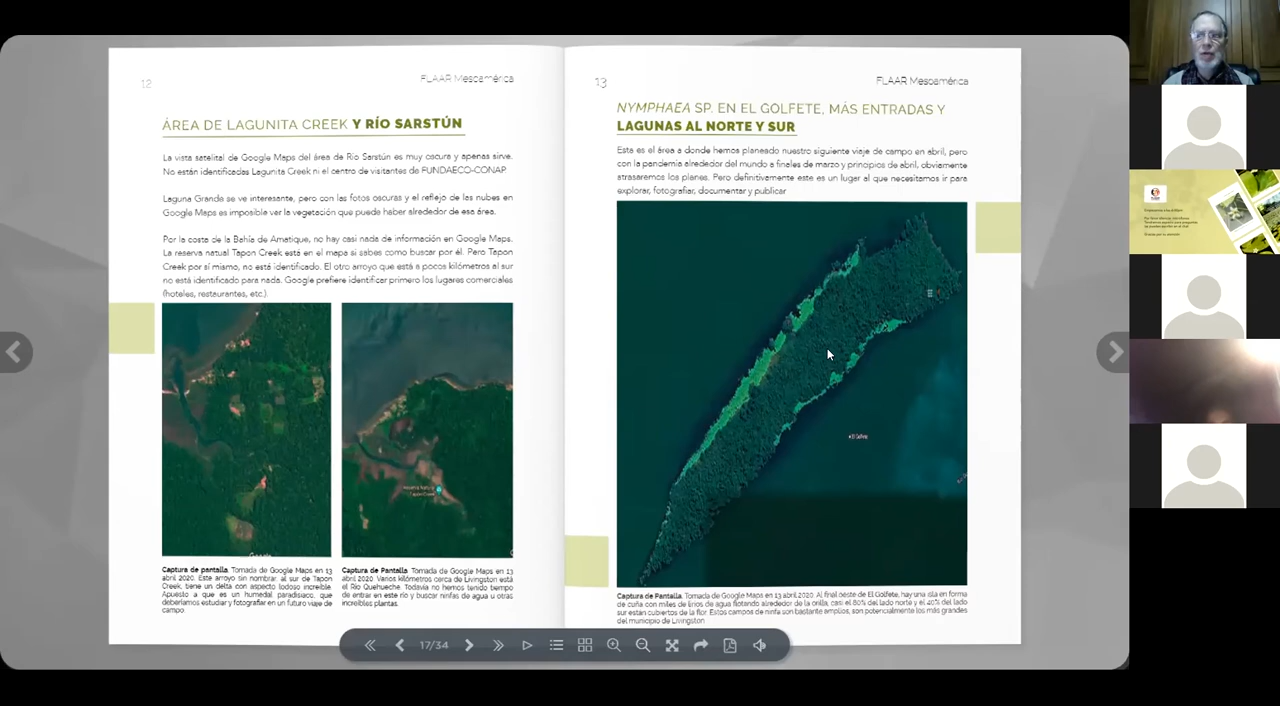 12
FLAAR Mesoamérica
ÁREA DE LAGUNITA CREEK Y RÍO SARSTÚN
La vista satelital de Google Maps del área de Rio Sarstún es muy oscura y apenas sirve.
No están identificadas Lagunita Creek ni el centro de visitantes de FUNDAECO-CONAP.
Laguna Grande se ve interesante, pero con las fotos oscuras y el reflejo de las nubes en
Google Maps es imposible ver la vegetación que pueda haber alrededor de esa área.
Por la costa de la Bahía de Amatique, no hay casi nada de información en Google Maps.
La reserva natual Tapon Creek está en el mapa si sabes como buscar por él. Pero Tapon
Creek por sí mismo, no está identificado. El otro arroyo que está a pocos kilómetros al sur
no está identificado para nada. Google prefiere identificar primero los lugares comerciales
(hoteles, restaurantes, etc.).
Google
Captura de pantalla. Tomada de Google Maps en 13
abril 2020. Este arroyo sin nombrar, al sur de Tapon
Creek, tiene un delta con aspecto lodoso increíble.
Apuesto a que es un humedal paradisiaco, que
deberíamos estudiar y fotografiar en un futuro viaje de
campo.
Captura de Pantalla. Tomada de Google Maps en 13
abril 2020. Varios kilómetros cerca de Livingston está
el Río Quehueche. Todavía no hemos tenido tiempo
de entrar en este río y buscar ninfas de agua u otras
increíbles plantas.
13
FLAAR Mesoamérica
NYMPHAEA SP. EN EL GOLFETE, MÁS ENTRADAS Y
LAGUNAS AL NORTE Y SUR
Esta es el área a donde hemos planeado nuestro siguiente viaje de campo en abril, pero
con la pandemia alrededor del mundo a finales de marzo y principios de abril, obviamente
atrasaremos los planes. Pero definitivamente este es un lugar al que necesitamos ir para
explorar, fotografiar, documentar y publicar
El Golfete
Captura de Pantalla. Tomada de Google Maps en 13 abril 2020. Al final oeste de El Golfete, hay una isla en forma
de cuña con miles de lirios de agua flotando alrededor de la orilla, casi el 80% del lado norte y el 40% del lado
sur están cubiertos de la flor. Estos campos de ninfa son bastante amplios, son potencialmente los más grandes
del municipio de Livingston
17/34